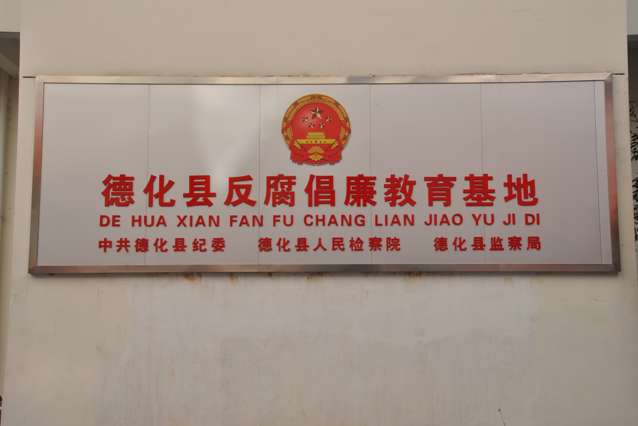 德化县反腐倡廉教育基地
DE HUA XIAN FAN FU CHANG LIAN JIAO YU JI DI
中共德化县纪委 德化县人民检察院 德化县监察局